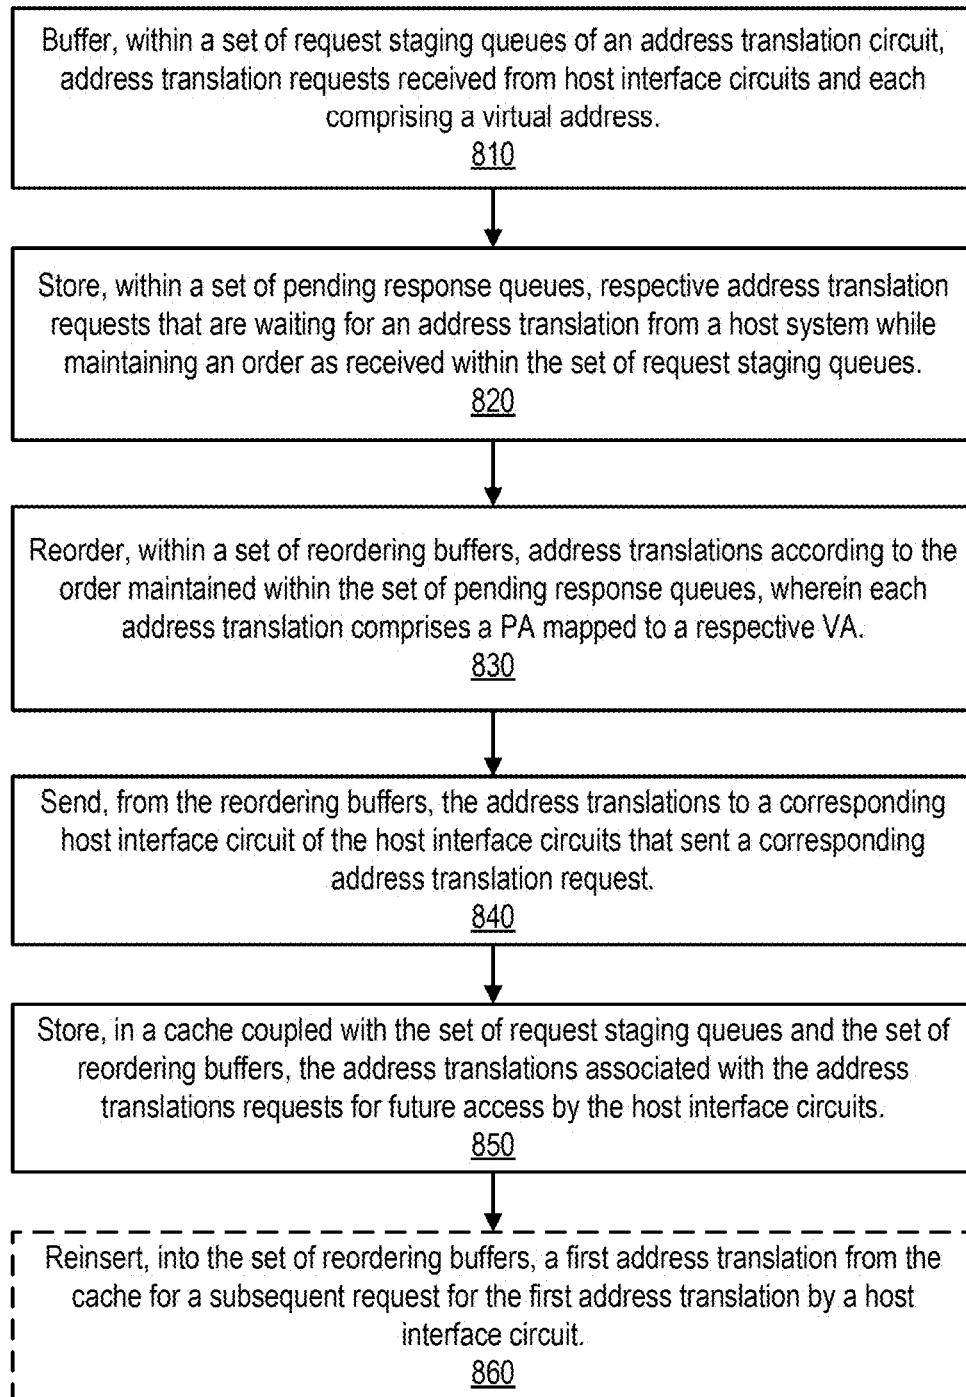 Buffer, within a set of request staging queues of an address translation circuit,
address translation requests received from host interface circuits and each
comprising a virtual address.
810
Store, within a set of pending response queues, respective address translation
requests that are waiting for an address translation from a host system while
maintaining an order as received within the set of request staging queues.
820
Reorder, within a set of reordering buffers, address translations according to the
order maintained within the set of pending response queues, wherein each
address translation comprises a PA mapped to a respective VA.
830
Send, from the reordering buffers, the address translations to a corresponding
host interface circuit of the host interface circuits that sent a corresponding
address translation request.
840
Store, in a cache coupled with the set of request staging queues and the set of
reordering buffers, the address translations associated with the address
translations requests for future access by the host interface circuits.
850
Reinsert, into the set of reordering buffers, a first address translation from the
cache for a subsequent request for the first address translation by a host
interface circuit.
860